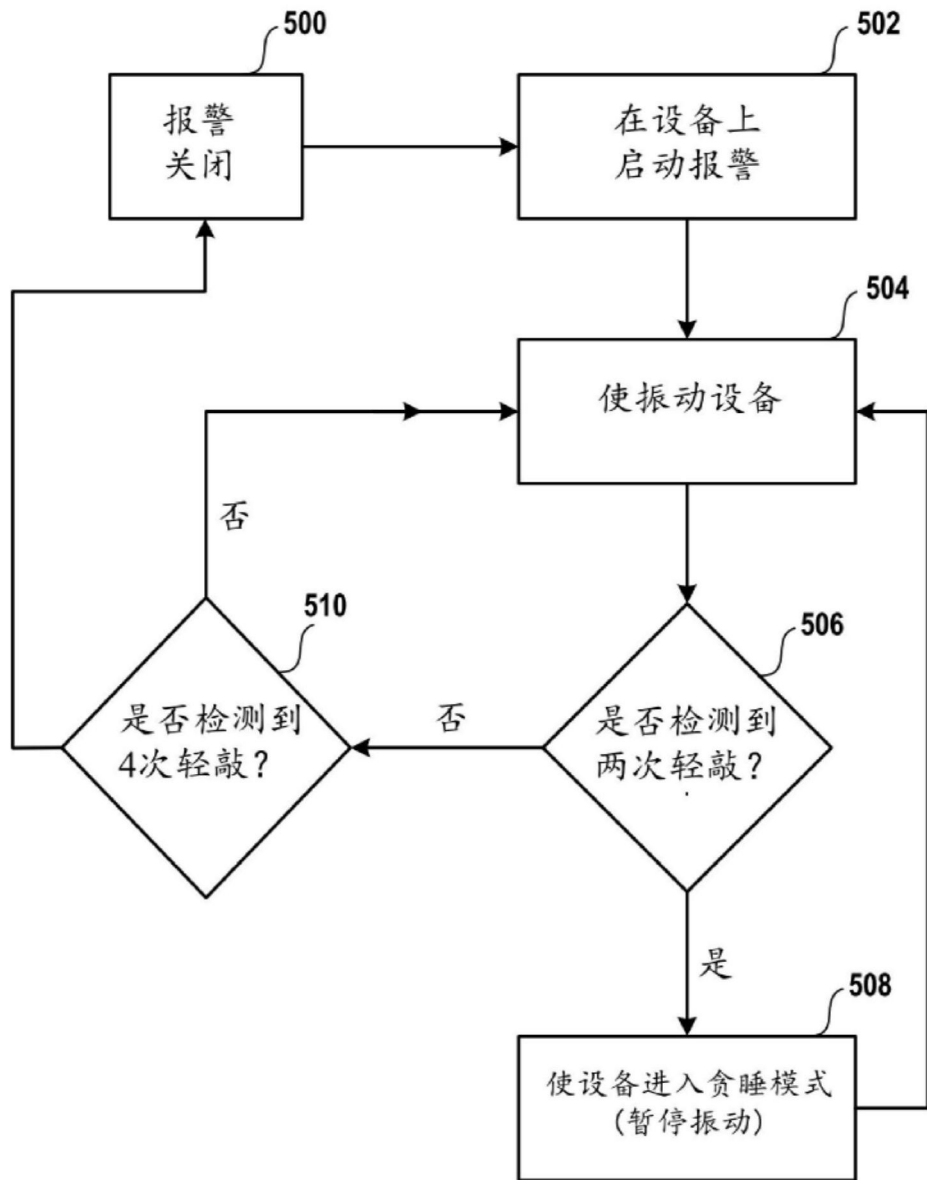 500
报警
关闭
502
在设备上
启动报警
504
使振动设备
否
510
是否检测到
4次轻敲?
否
506
是否检测到
两次轻敲?
是
508
使设备进入贪睡模式
(暂停振动)